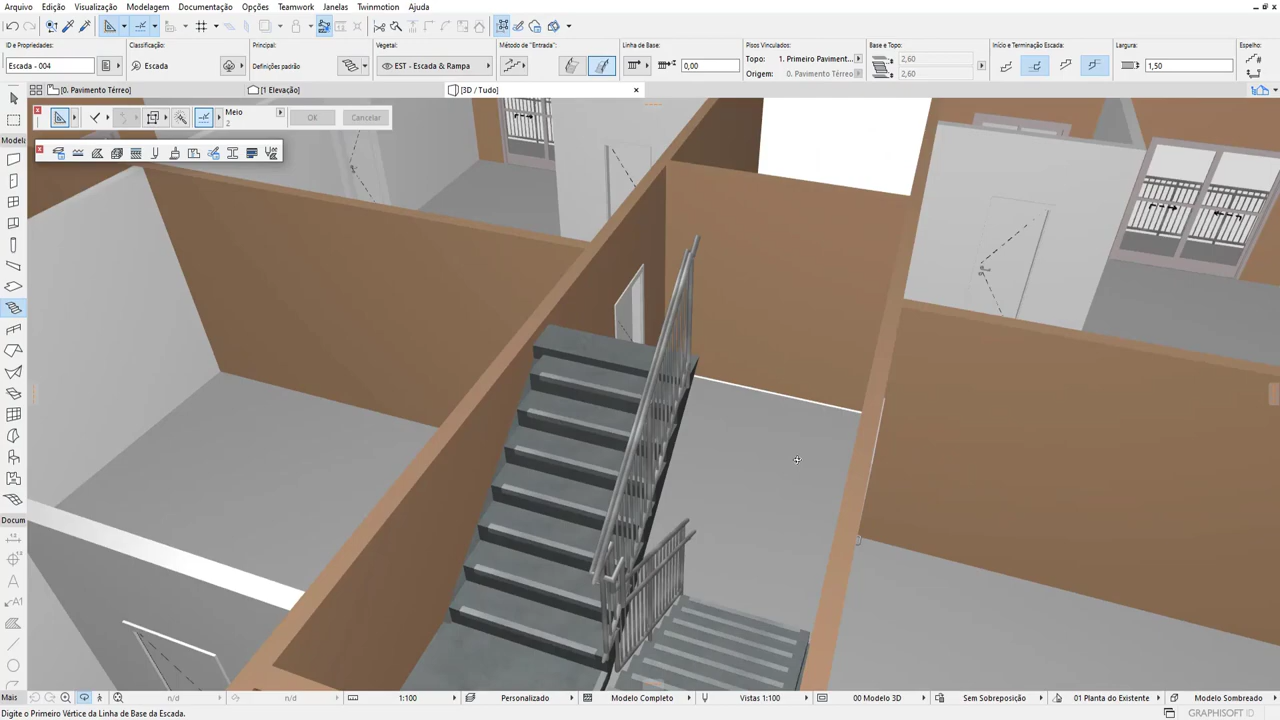 Arquivo Edição Visualização Modelagem Documentação Opções Teamwork Janelas Twinmotion Ajuda
ID e Propriedades: Classificação: Principal: Vegetal: Método de "Entrada": Linha de Base: Pisos Vinculados: Base e Topo: Início e Terminação Escada: Largura: Espelho:
Escada - 004 Definições padrão EST - Escada & Rampa 0,00 Topo: 1. Primeiro Paviment... 2,60 1,50
Origem: 0. Pavimento Térreo 2,60
[0. Pavimento Térreo] [1 Elevação] [3D / Tudo]
Meio
2
OK Cancelar
Modela
Docum
Mais n/d n/d 1:100 Personalizado Modelo Completo Vistas 1:100 00 Modelo 3D Sem Sobreposição 01 Planta do Existente Modelo Sombreado
Digite o Primeiro Vértice da Linha de Base da Escada. GRAPHISOFT ID